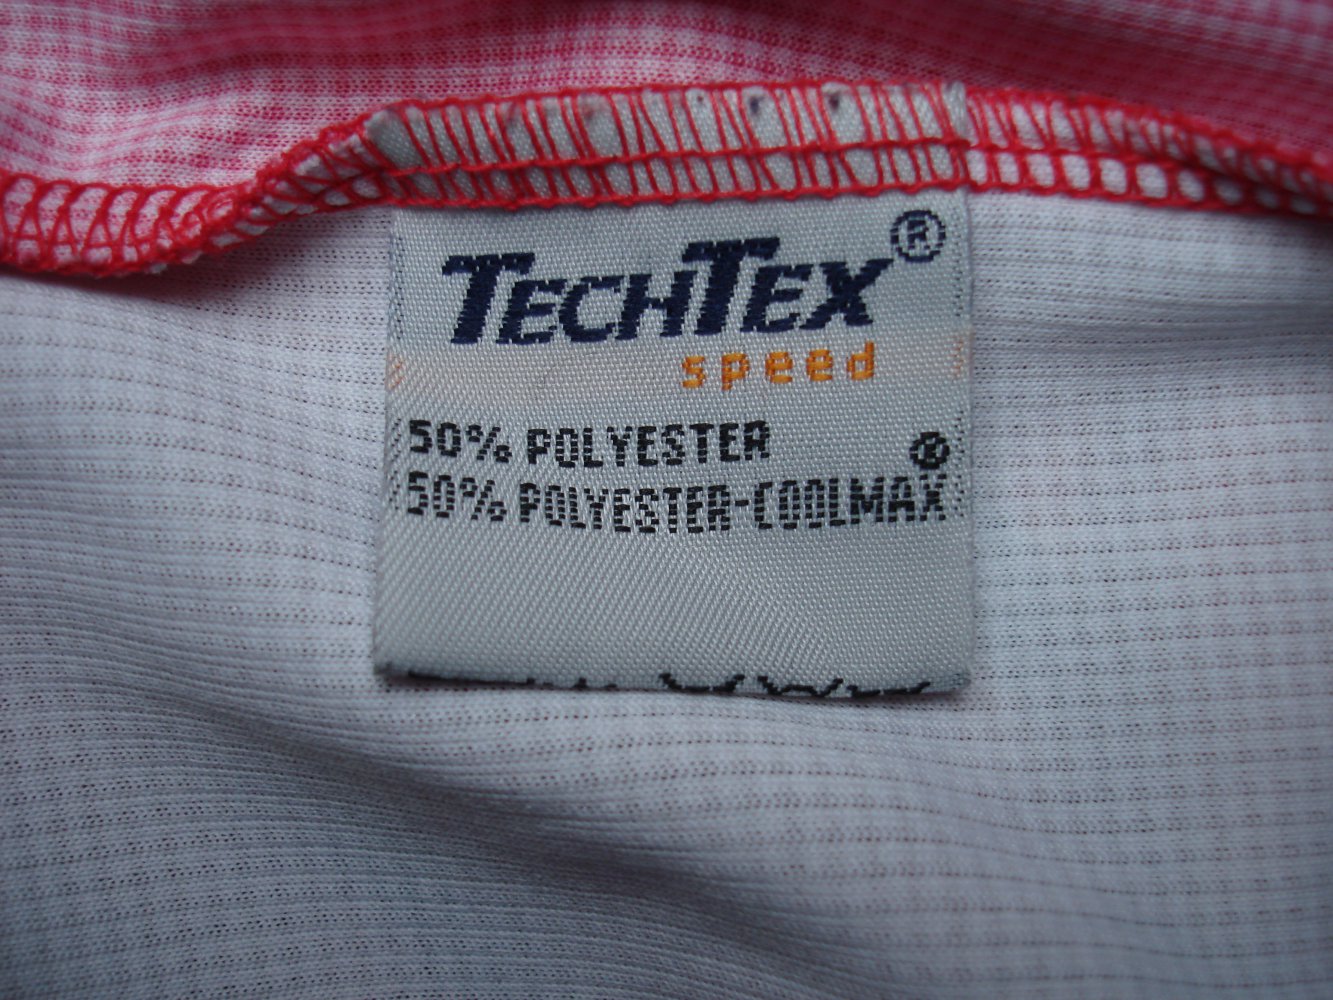 TECHTEX®
speed
50% POLYESTER
50% POLYESTER-COOLMAX®